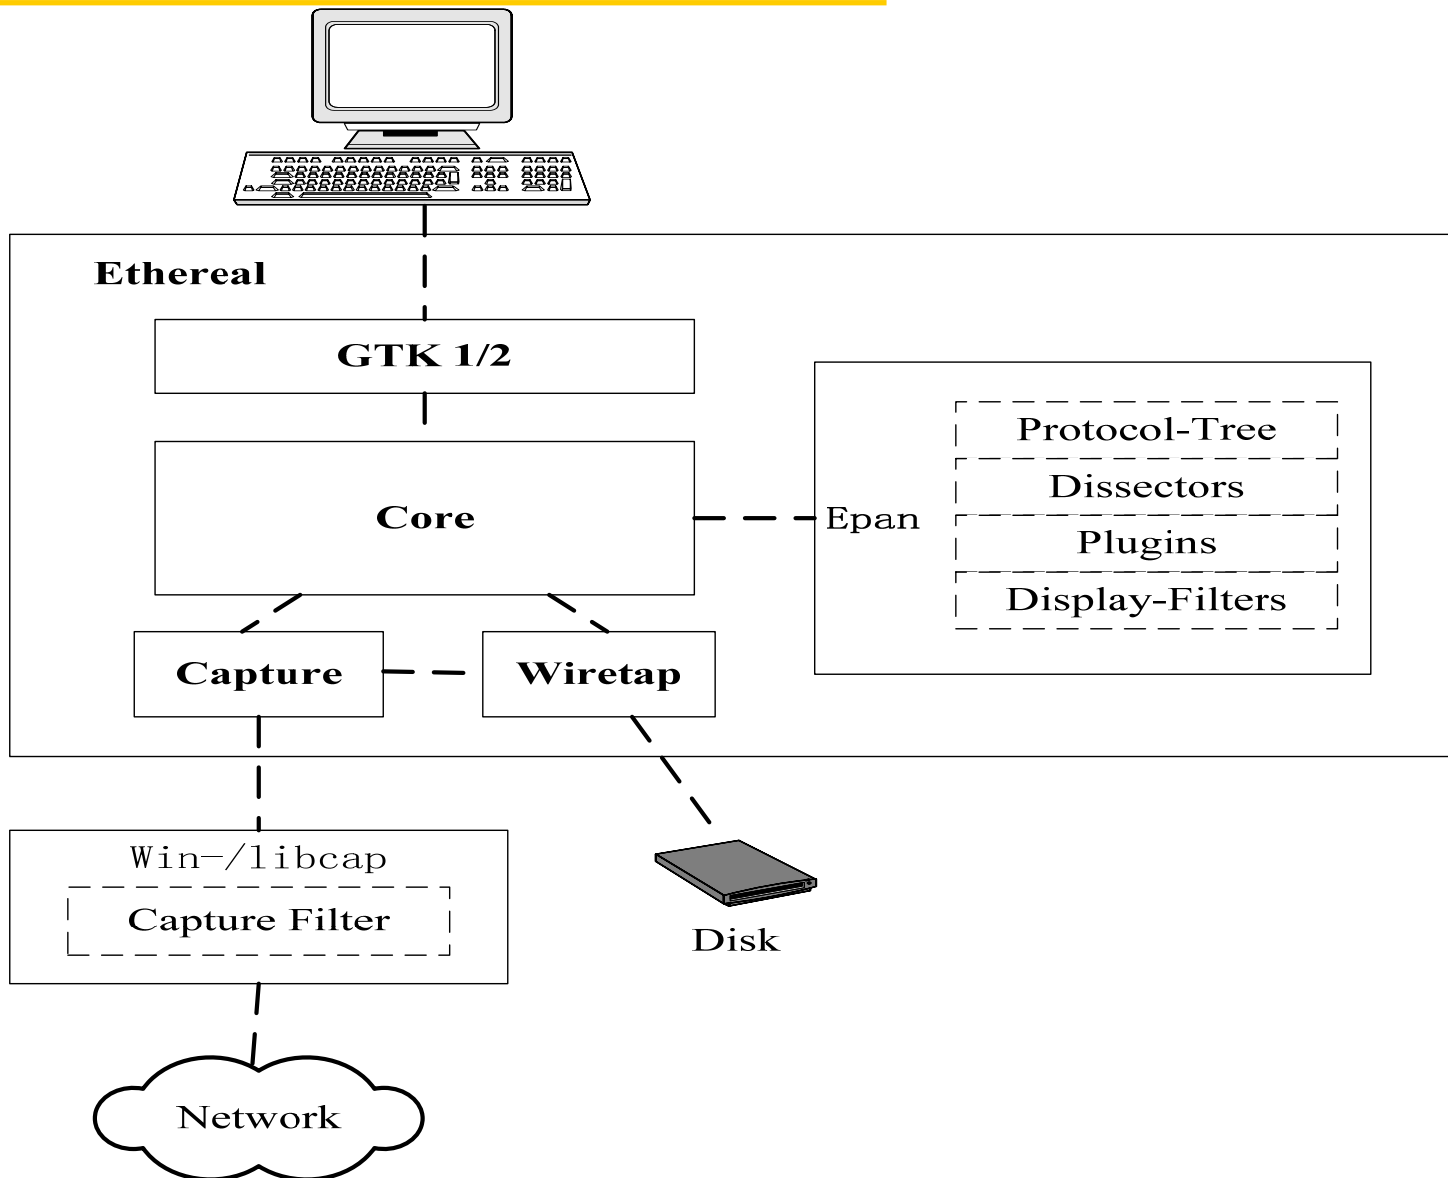 Ethereal
GTK 1/2
Core
Epan
Protocol-Tree
Dissectors
Plugins
Display-Filters
Capture
Wiretap
Win-/libcap
Capture Filter
Disk
Network